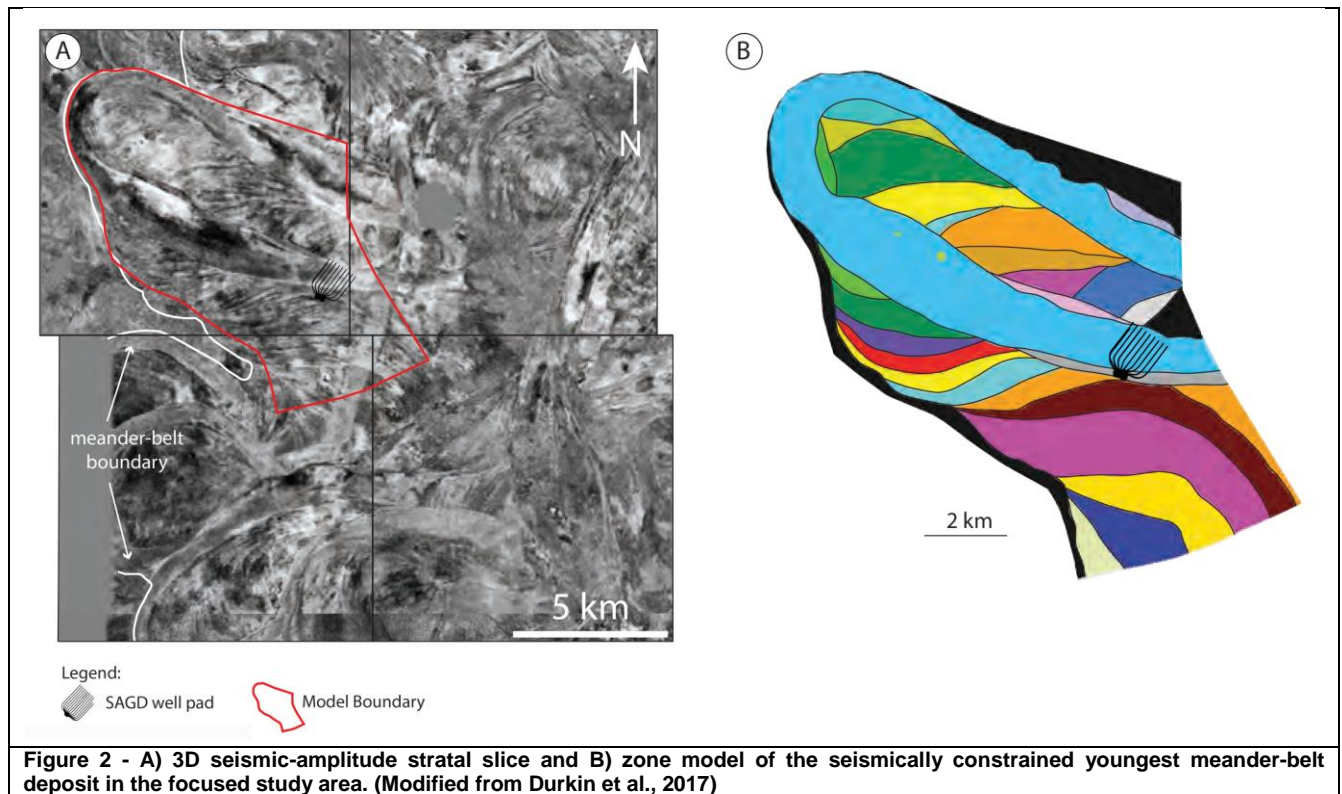 A
B
N
meander-belt
boundary
2 km
5 km
Legend:
SAGD well pad
Model Boundary
Figure 2 - A) 3D seismic-amplitude stratal slice and B) zone model of the seismically constrained youngest meander-belt
deposit in the focused study area. (Modified from Durkin et al., 2017)